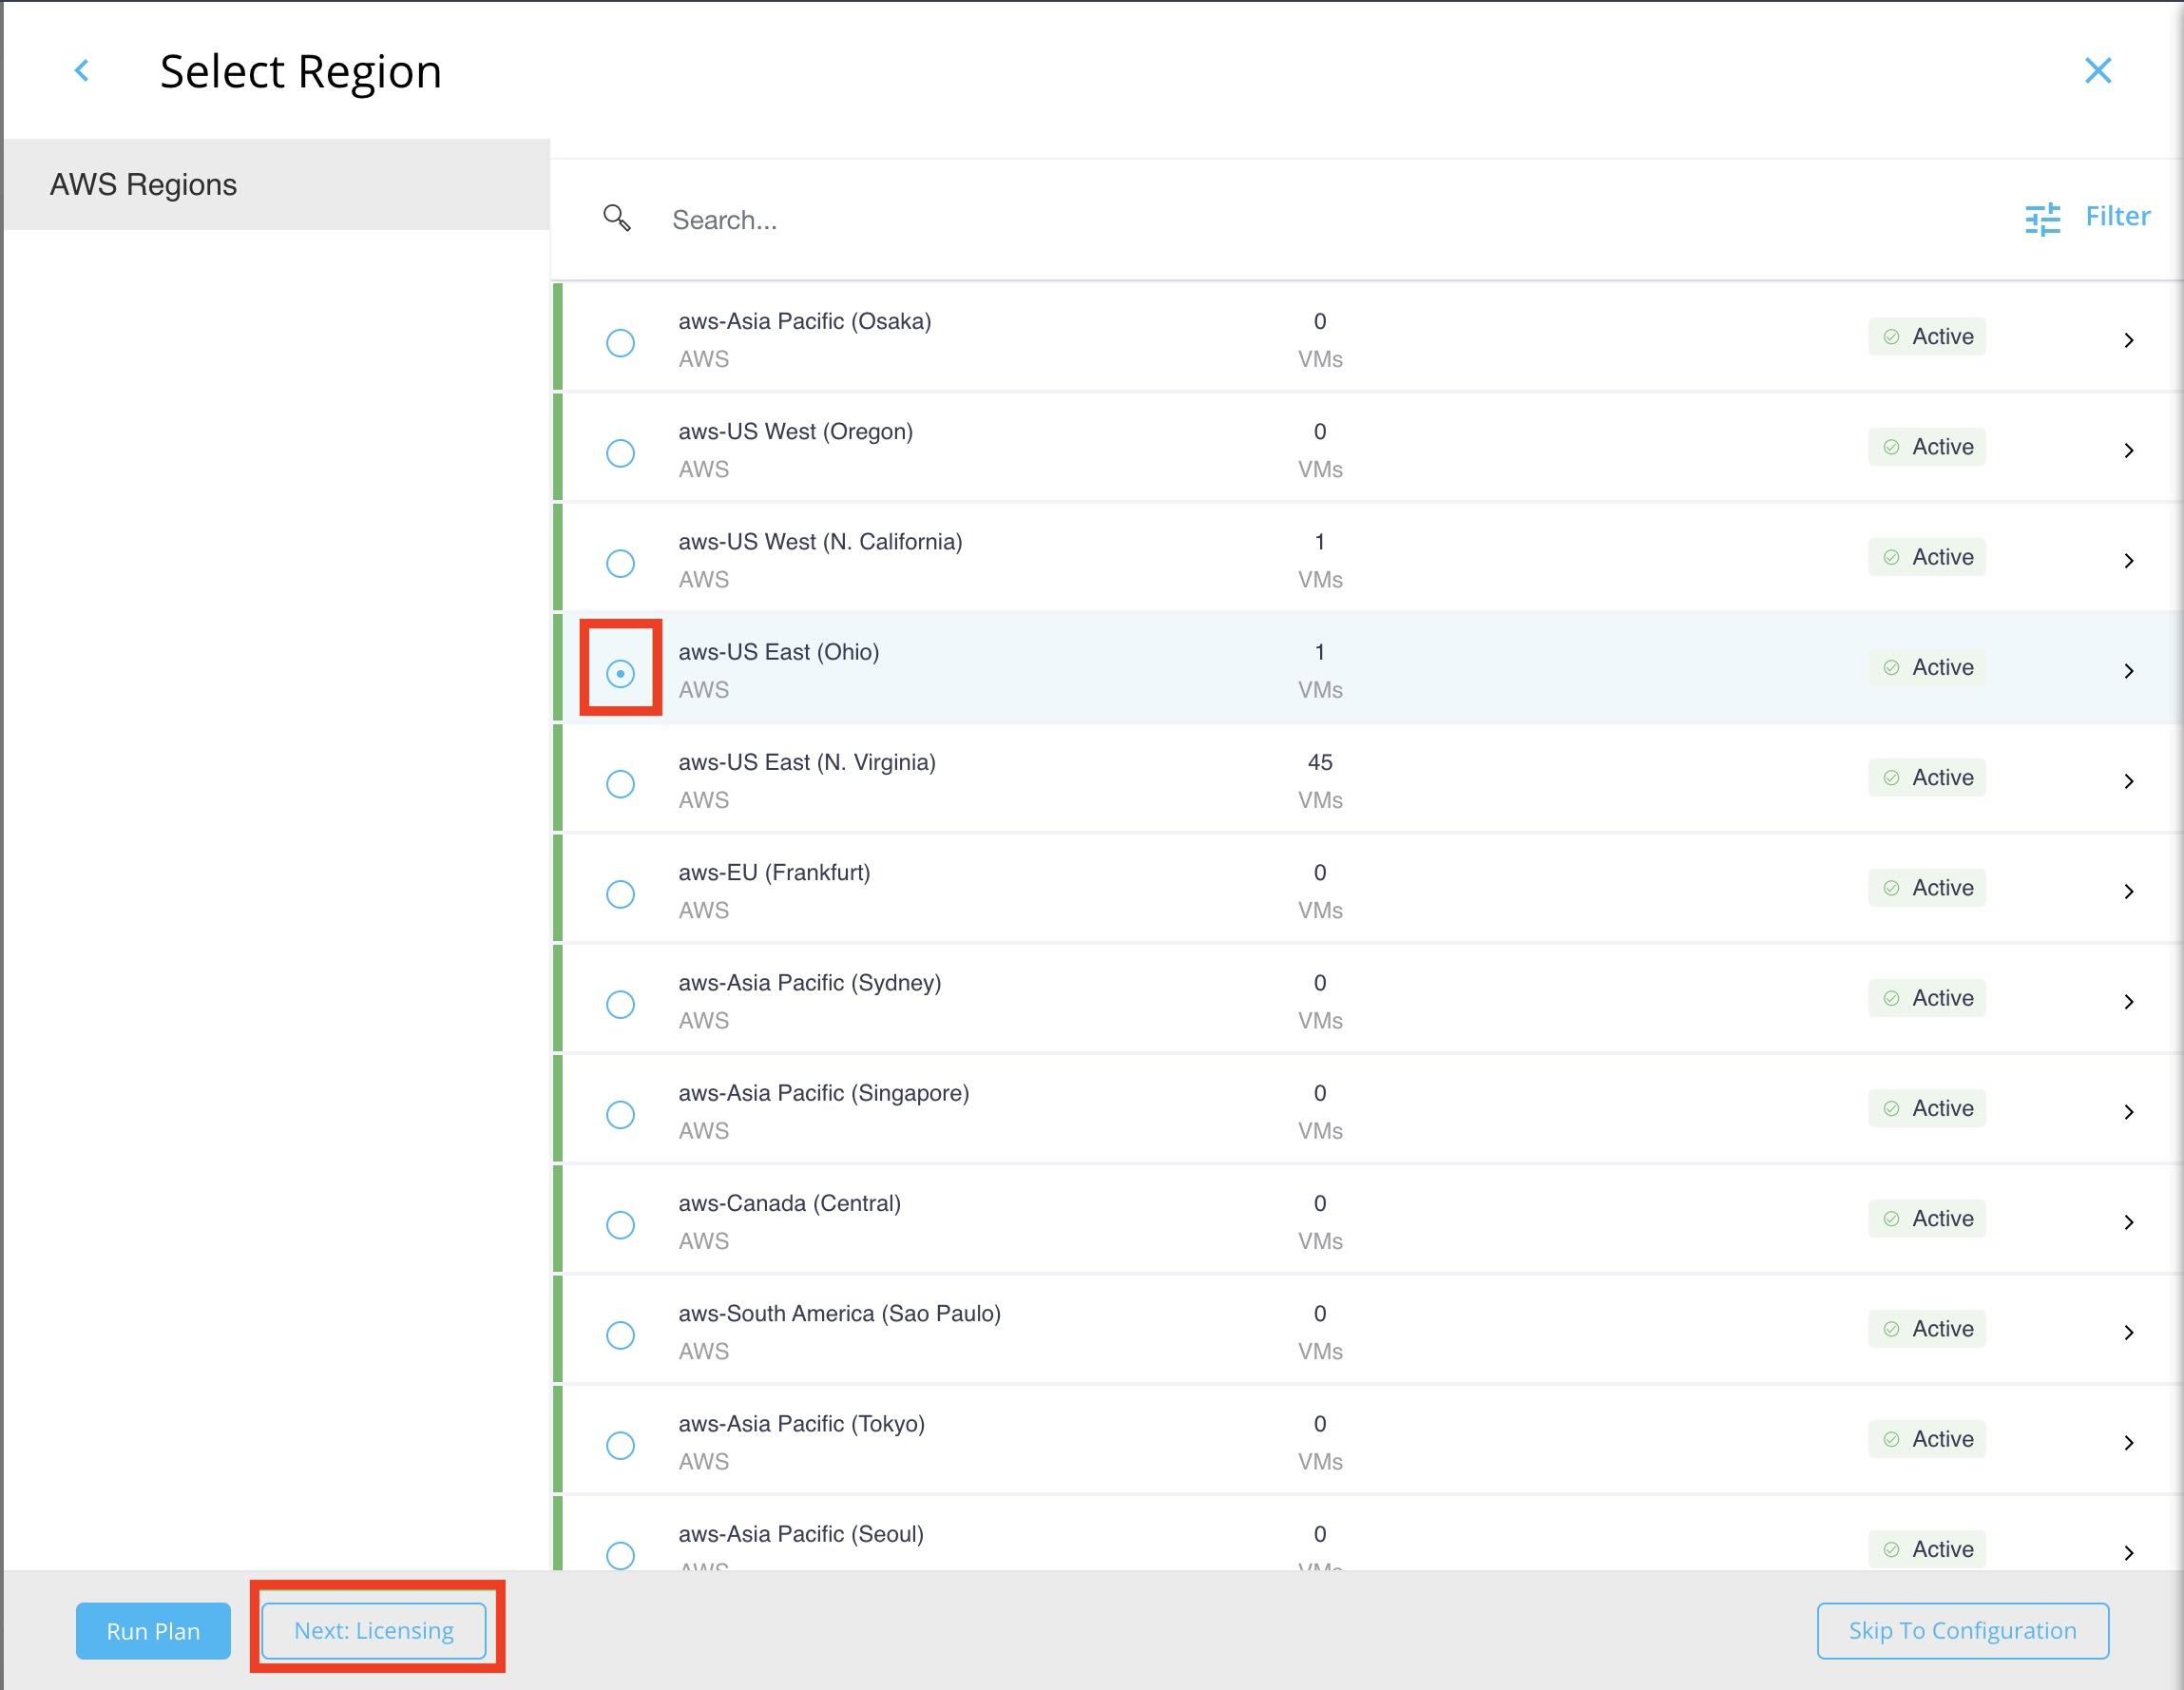 Select Region
AWS Regions
Search...
Filter
aws-Asia Pacific (Osaka) 0 Active
AWS VMs
aws-US West (Oregon) 0 Active
AWS VMs
aws-US West (N. California) 1 Active
AWS VMs
aws-US East (Ohio) 1 Active
AWS VMs
aws-US East (N. Virginia) 45 Active
AWS VMs
aws-EU (Frankfurt) 0 Active
AWS VMs
aws-Asia Pacific (Sydney) 0 Active
AWS VMs
aws-Asia Pacific (Singapore) 0 Active
AWS VMs
aws-Canada (Central) 0 Active
AWS VMs
aws-South America (Sao Paulo) 0 Active
AWS VMs
aws-Asia Pacific (Tokyo) 0 Active
AWS VMs
aws-Asia Pacific (Seoul) 0 Active
AWS VMs
Run Plan Next: Licensing Skip To Configuration